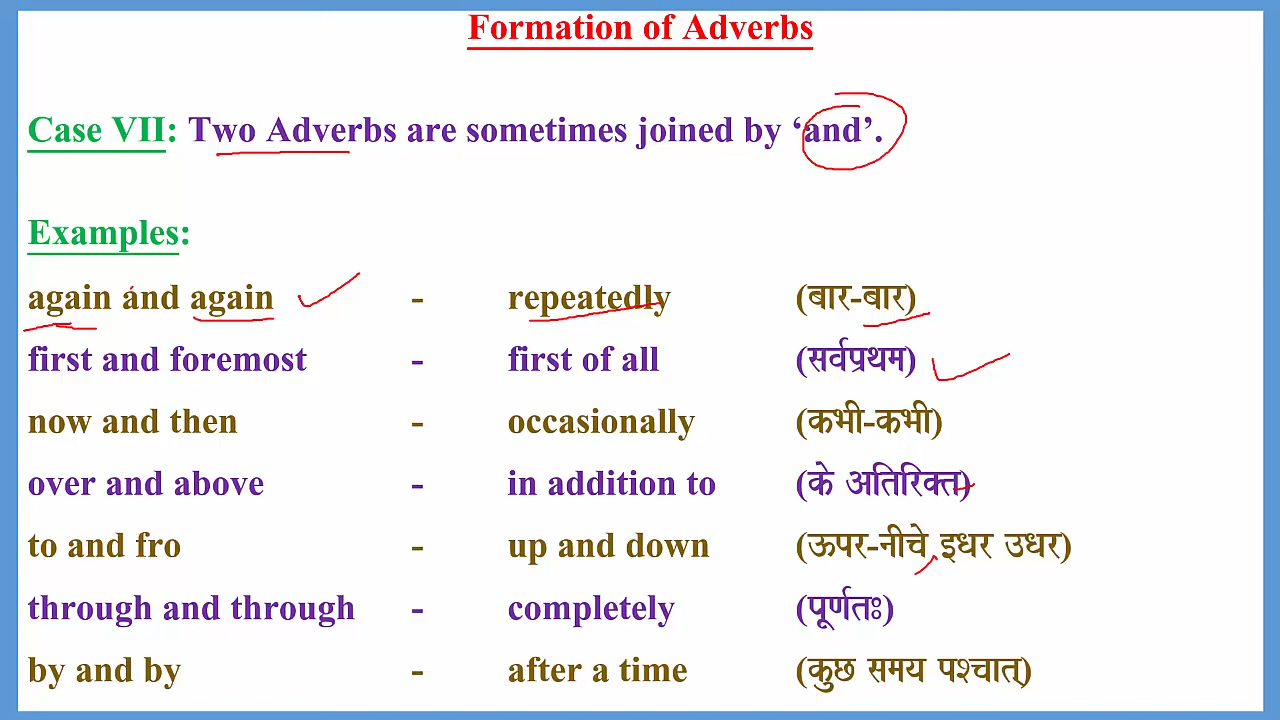 Formation of Adverbs
Case VII: Two Adverbs are sometimes joined by ‘and’.
Examples:
again and again - repeatedly (बार-बार)
first and foremost - first of all (सर्वप्रथम)
now and then - occasionally (कभी-कभी)
over and above - in addition to (के अतिरिक्त)
to and fro - up and down (ऊपर-नीचे इधर उधर)
through and through - completely (पूर्णतः)
by and by - after a time (कुछ समय पश्चात्)